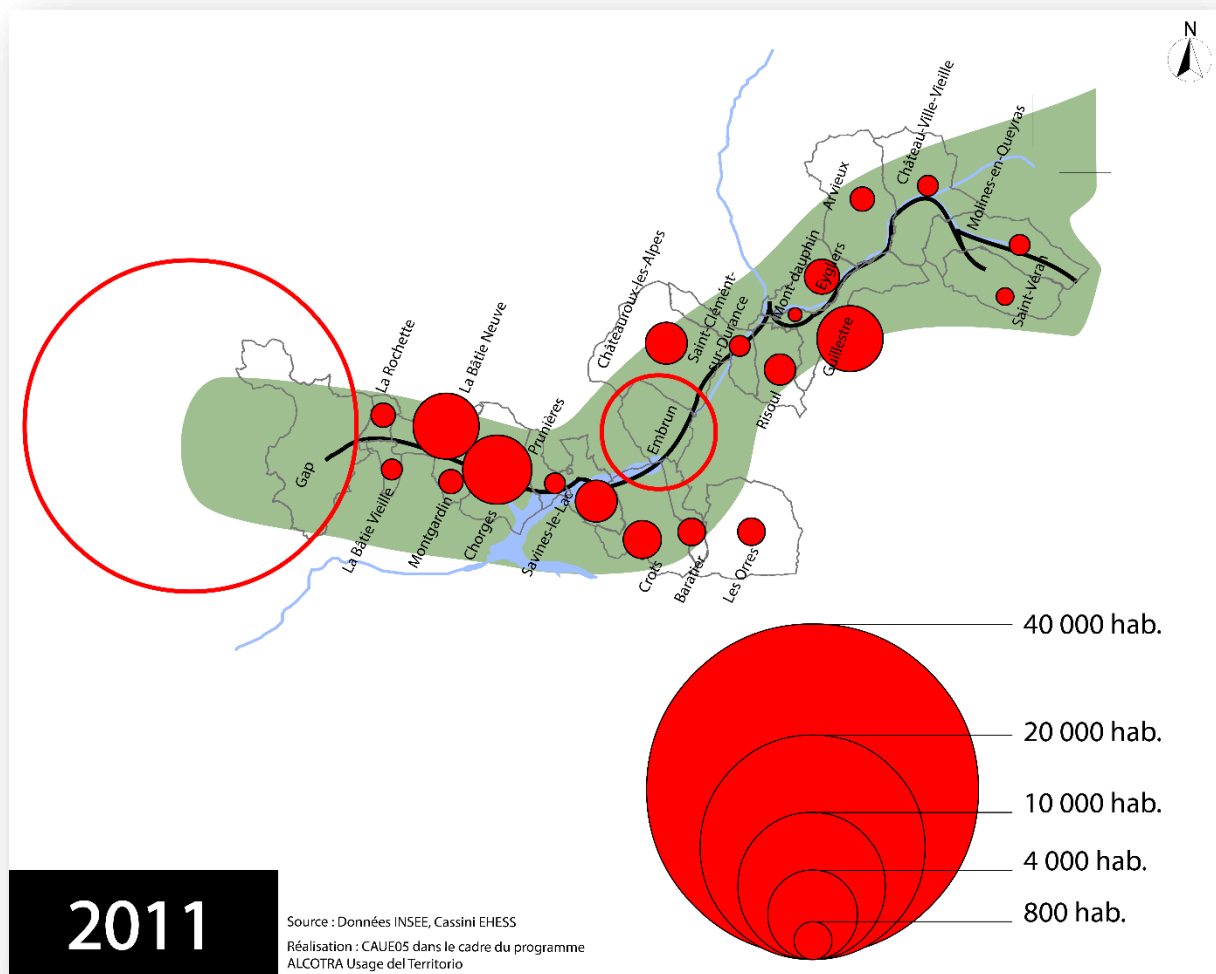 N
Château-Ville-Vieille
Molines-en-Queyras
Arvieux
Saint-Véran
Mont-dauphin
Eygliers
Guillestre
Châteauroux-les-Alpes
Saint-Clément-
sur-Durance
Risoul
La Rochette
La Bâtie Neuve
Prunières
Embrun
Gap
La Bâtie Vieille
Montgardin
Chorges
Savines-le-Lac
Crots
Baratier
Les Orres
40 000 hab.
20 000 hab.
10 000 hab.
4 000 hab.
800 hab.
2011
Source : Données INSEE, Cassini EHESS
Réalisation : CAUE05 dans le cadre du programme
ALCOTRA Usage del Territorio